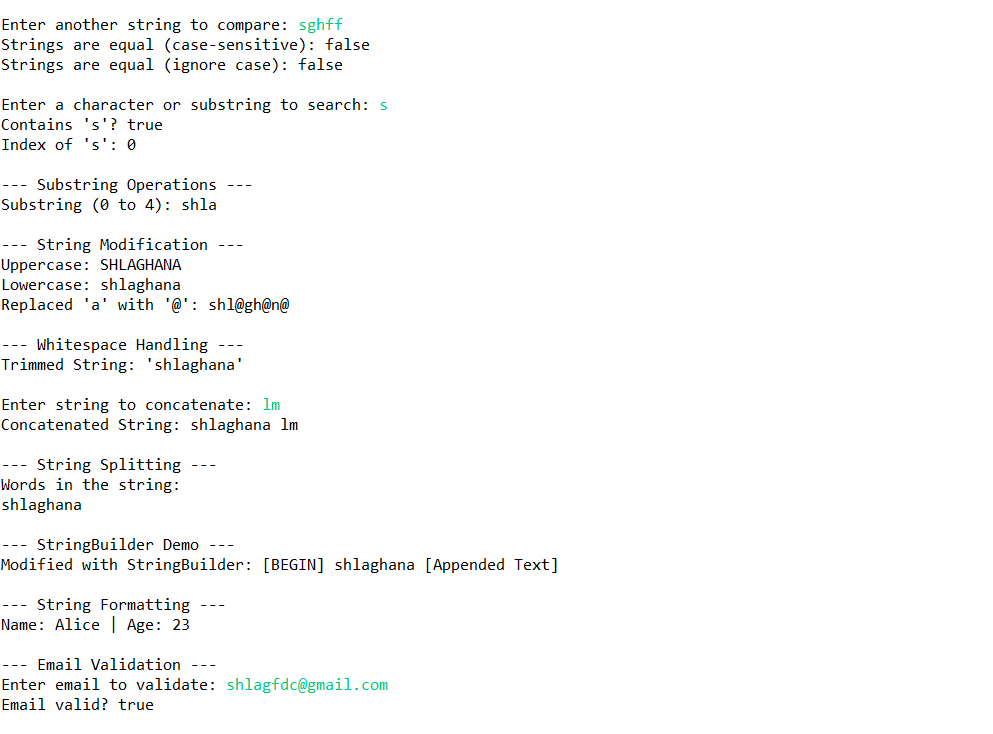 Enter another string to compare: sghff
Strings are equal (case-sensitive): false
Strings are equal (ignore case): false
Enter a character or substring to search: s
Contains 's'? true
Index of 's': 0
--- Substring Operations ---
Substring (0 to 4): shla
--- String Modification ---
Uppercase: SHLAGHANA
Lowercase: shlaghana
Replaced 'a' with '@': shl@gh@n@
--- Whitespace Handling ---
Trimmed String: 'shlaghana'
Enter string to concatenate: lm
Concatenated String: shlaghana lm
--- String Splitting ---
Words in the string:
shlaghana
--- StringBuilder Demo ---
Modified with StringBuilder: [BEGIN] shlaghana [Appended Text]
--- String Formatting ---
Name: Alice | Age: 23
--- Email Validation ---
Enter email to validate: shlagfdc@gmail.com
Email valid? true